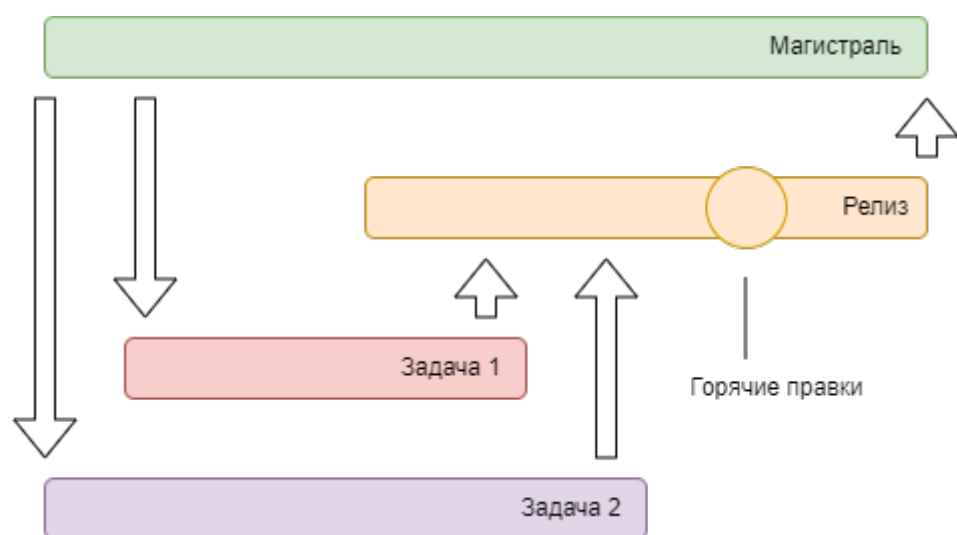 Магистраль
Релиз
Задача 1
Горячие правки
Задача 2